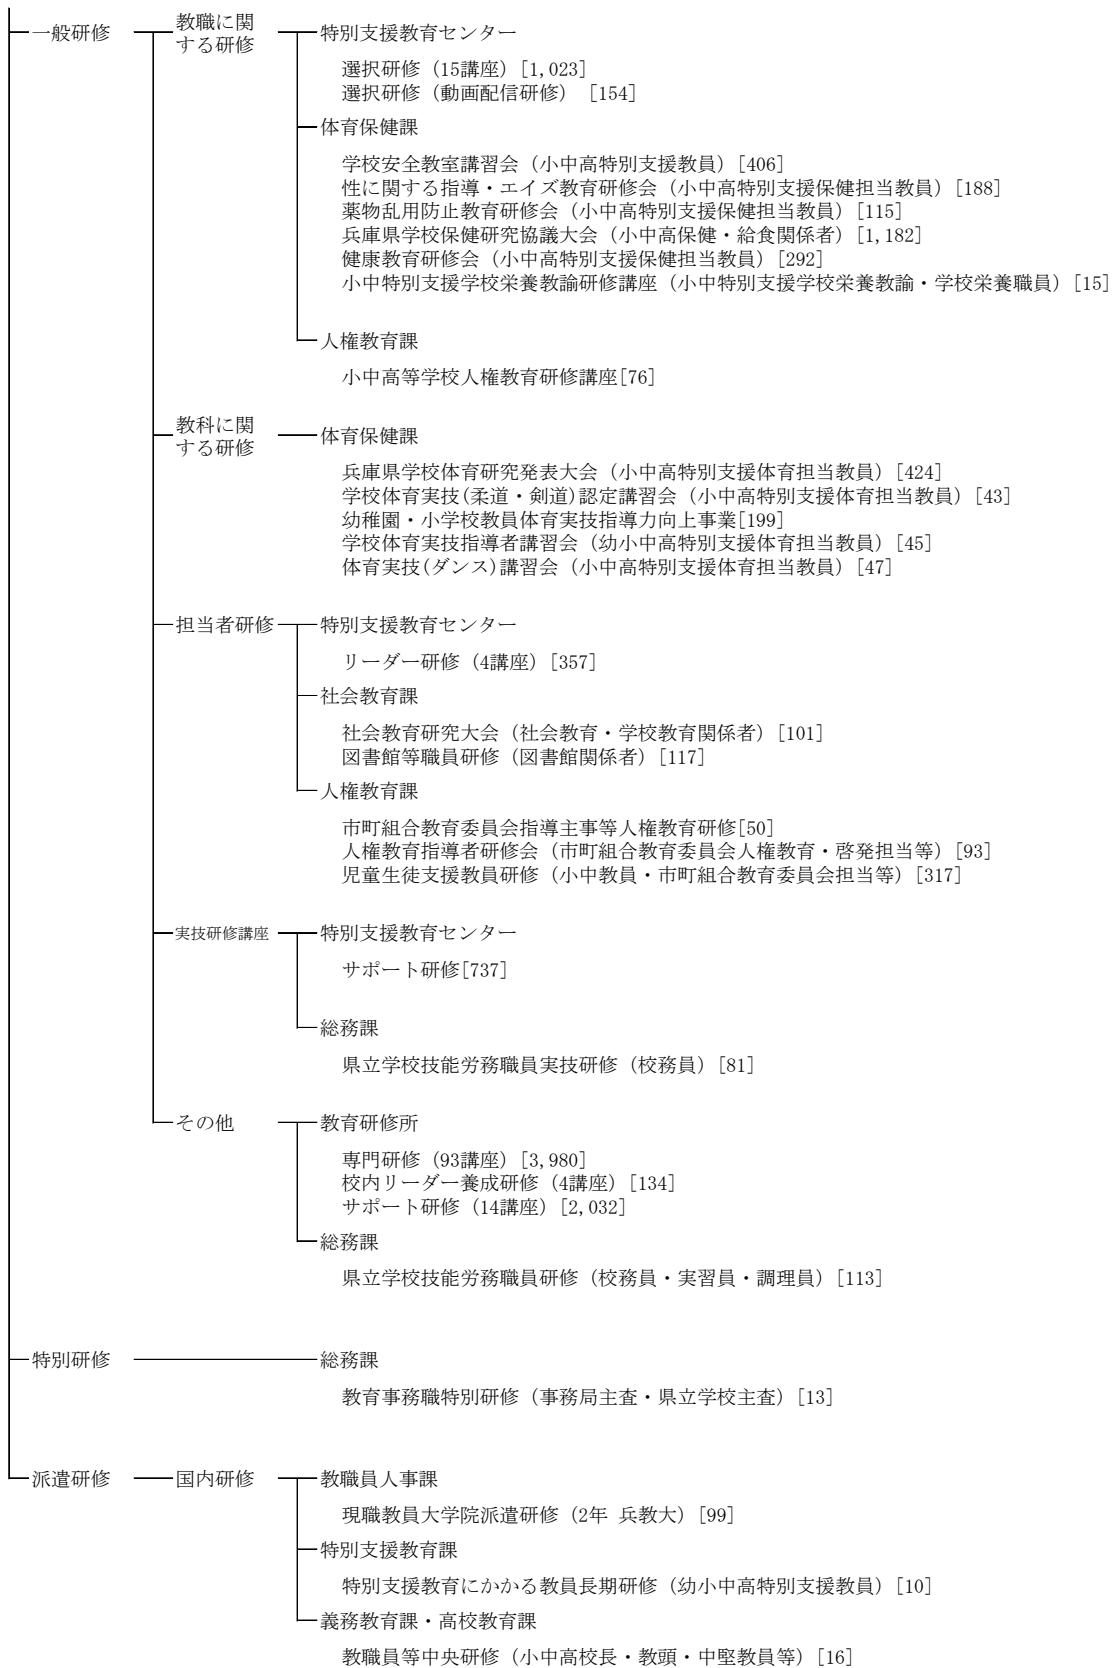 一般研修
教職に関
する研修
特別支援教育センター
選択研修（15講座）[1,023]
選択研修（動画配信研修） [154]
体育保健課
学校安全教室講習会（小中高特別支援教員）[406]
性に関する指導・エイズ教育研修会（小中高特別支援保健担当教員）[188]
薬物乱用防止教育研修会（小中高特別支援保健担当教員）[115]
兵庫県学校保健研究協議大会（小中高保健・給食関係者）[1,182]
健康教育研修会（小中高特別支援保健担当教員）[292]
小中特別支援学校栄養教諭研修講座（小中特別支援学校栄養教諭・学校栄養職員）[15]
人権教育課
小中高等学校人権教育研修講座[76]
教科に関
する研修
体育保健課
兵庫県学校体育研究発表大会（小中高特別支援体育担当教員）[424]
学校体育実技(柔道・剣道)認定講習会（小中高特別支援体育担当教員）[43]
幼稚園・小学校教員体育実技指導力向上事業[199]
学校体育実技指導者講習会（幼小中高特別支援体育担当教員）[45]
体育実技(ダンス)講習会（小中高特別支援体育担当教員）[47]
担当者研修
特別支援教育センター
リーダー研修（4講座）[357]
社会教育課
社会教育研究大会（社会教育・学校教育関係者）[101]
図書館等職員研修（図書館関係者）[117]
人権教育課
市町組合教育委員会指導主事等人権教育研修[50]
人権教育指導者研修会（市町組合教育委員会人権教育・啓発担当等）[93]
児童生徒支援教員研修（小中教員・市町組合教育委員会担当等）[317]
実技研修講座
特別支援教育センター
サポート研修[737]
総務課
県立学校技能労務職員実技研修（校務員）[81]
その他
教育研修所
専門研修（93講座）[3,980]
校内リーダー養成研修（4講座）[134]
サポート研修（14講座）[2,032]
総務課
県立学校技能労務職員研修（校務員・実習員・調理員）[113]
特別研修
総務課
教育事務職特別研修（事務局主査・県立学校主査）[13]
派遣研修
国内研修
教職員人事課
現職教員大学院派遣研修（2年 兵教大）[99]
特別支援教育課
特別支援教育にかかる教員長期研修（幼小中高特別支援教員）[10]
義務教育課・高校教育課
教職員等中央研修（小中高校長・教頭・中堅教員等）[16]